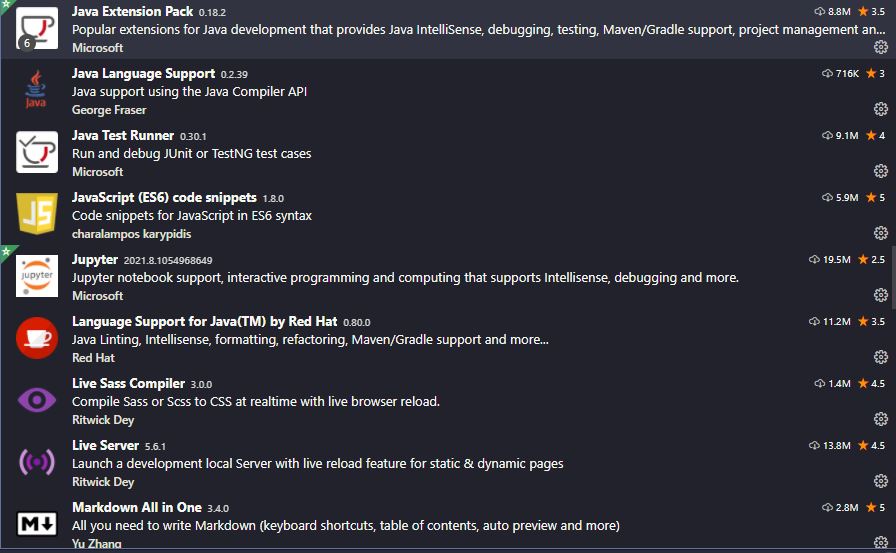 Java Extension Pack 0.18.2 8.8M 3.5
Popular extensions for Java development that provides Java IntelliSense, debugging, testing, Maven/Gradle support, project management an...
6
Microsoft
Java Language Support 0.2.39 716K 3
Java support using the Java Compiler API
Java
George Fraser
Java Test Runner 0.30.1 9.1M 4
Run and debug JUnit or TestNG test cases
Microsoft
JavaScript (ES6) code snippets 1.8.0 5.9M 5
JS
Code snippets for JavaScript in ES6 syntax
charalampos karypidis
Jupyter 2021.8.1054968649 19.5M 2.5
jupyter
Jupyter notebook support, interactive programming and computing that supports Intellisense, debugging and more.
Microsoft
Language Support for Java(TM) by Red Hat 0.80.0 11.2M 3.5
Java Linting, Intellisense, formatting, refactoring, Maven/Gradle support and more...
Red Hat
Live Sass Compiler 3.0.0 1.4M 4.5
Compile Sass or Scss to CSS at realtime with live browser reload.
Ritwick Dey
Live Server 5.6.1 13.8M 4.5
Launch a development local Server with live reload feature for static & dynamic pages
Ritwick Dey
Markdown All in One 3.4.0 2.8M 5
M
All you need to write Markdown (keyboard shortcuts, table of contents, auto preview and more)
Yu Zhang